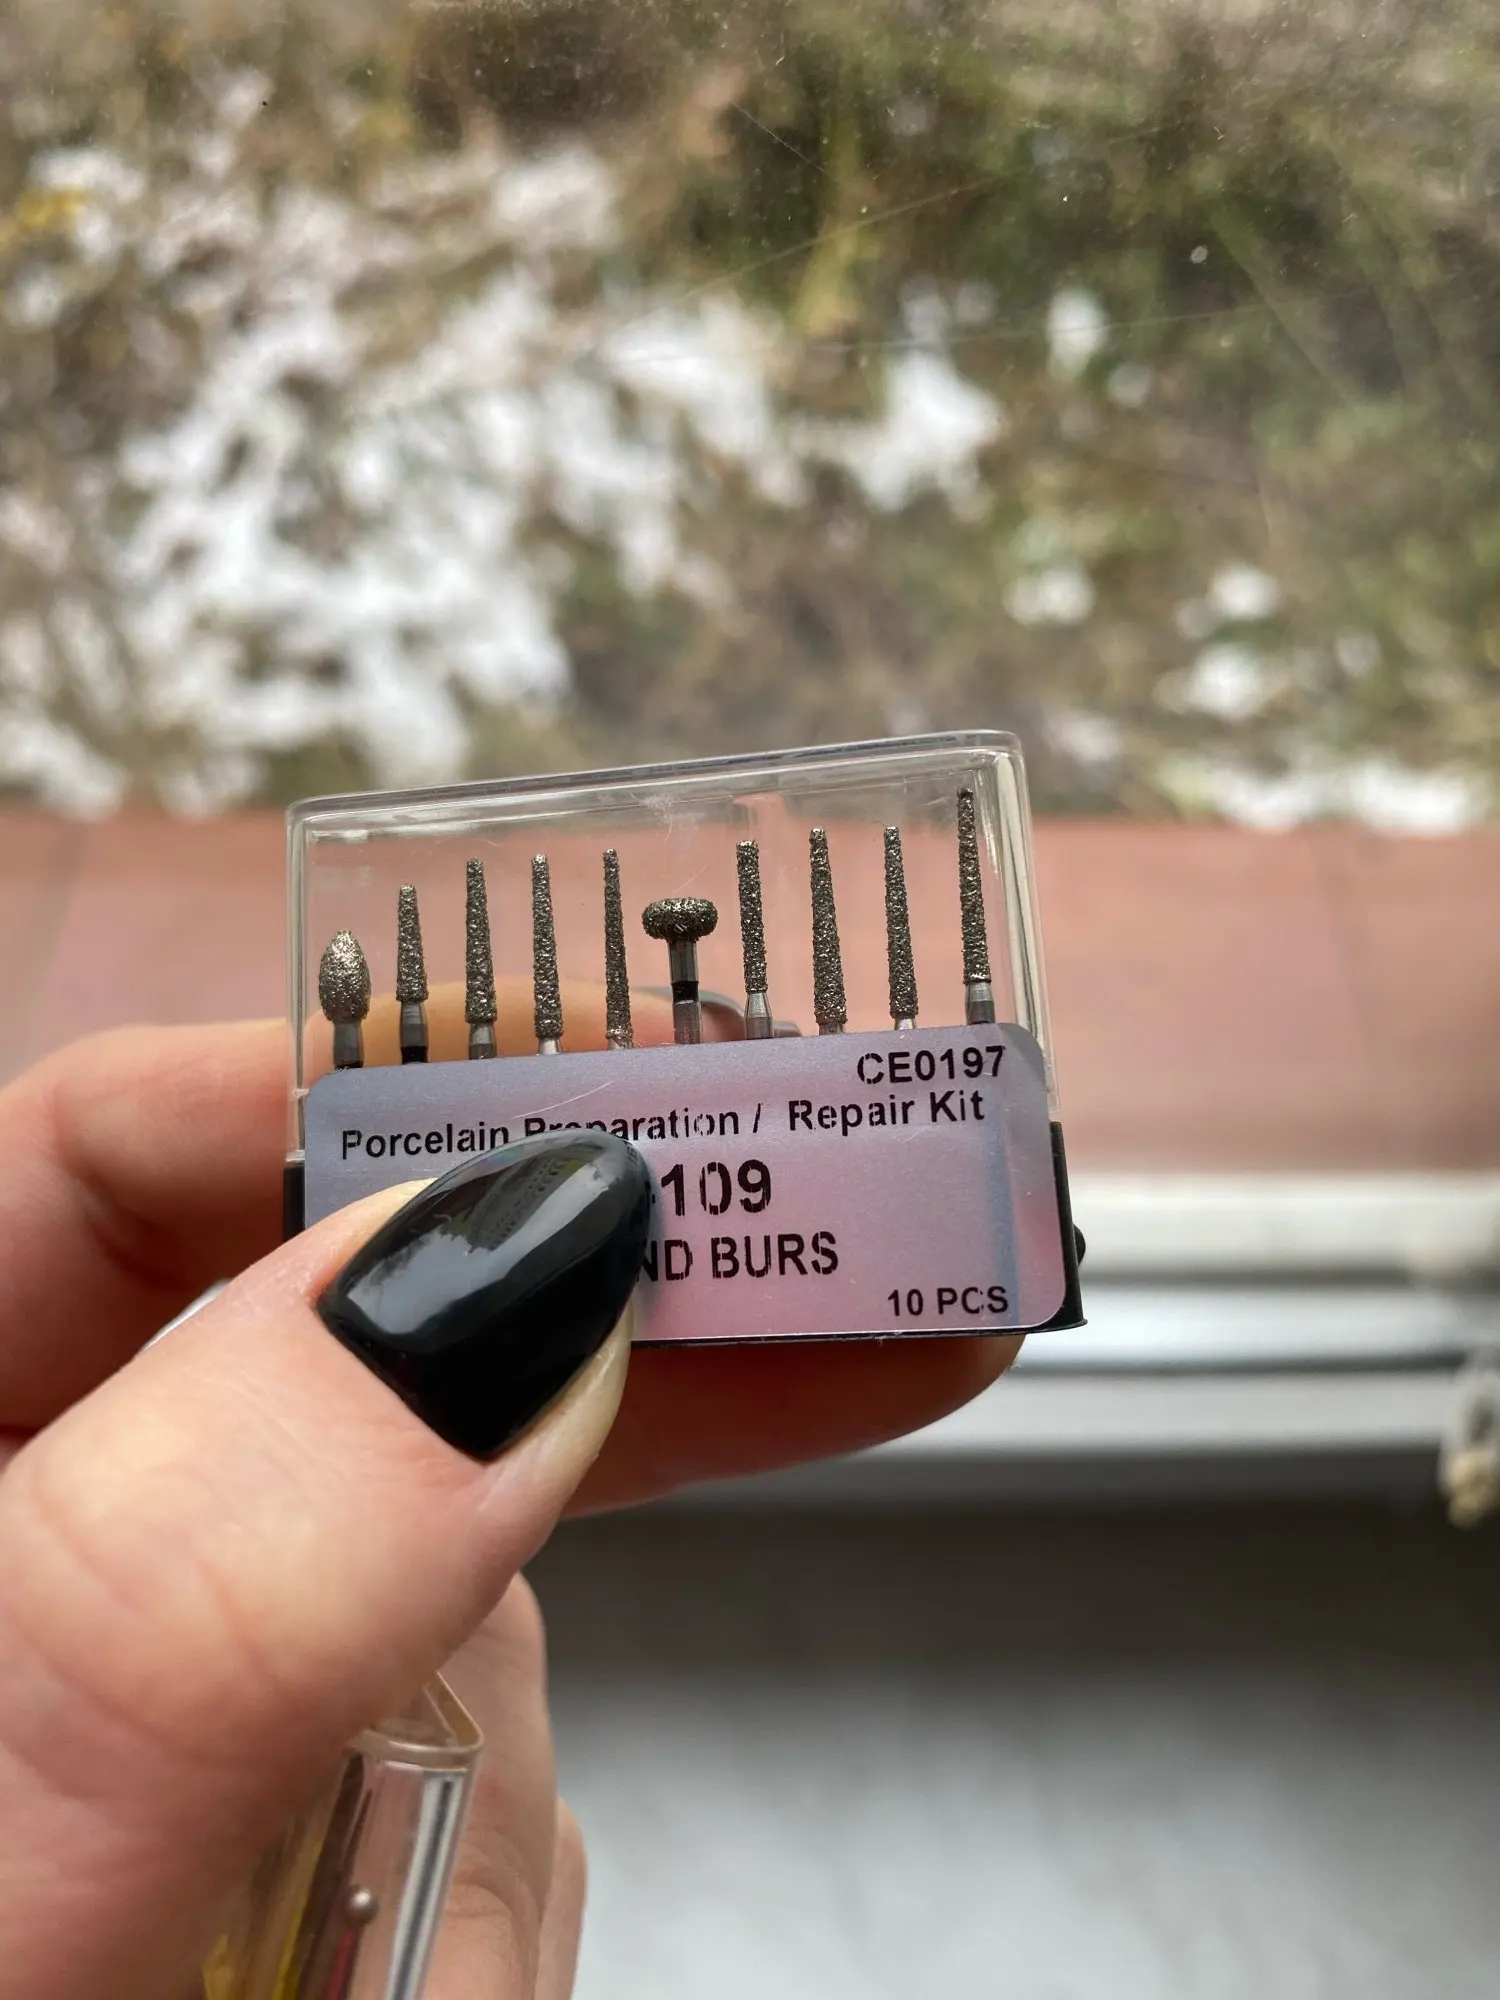 CE0197
Porcelain Preparation / Repair Kit
-109
ND BURS
10 PCS